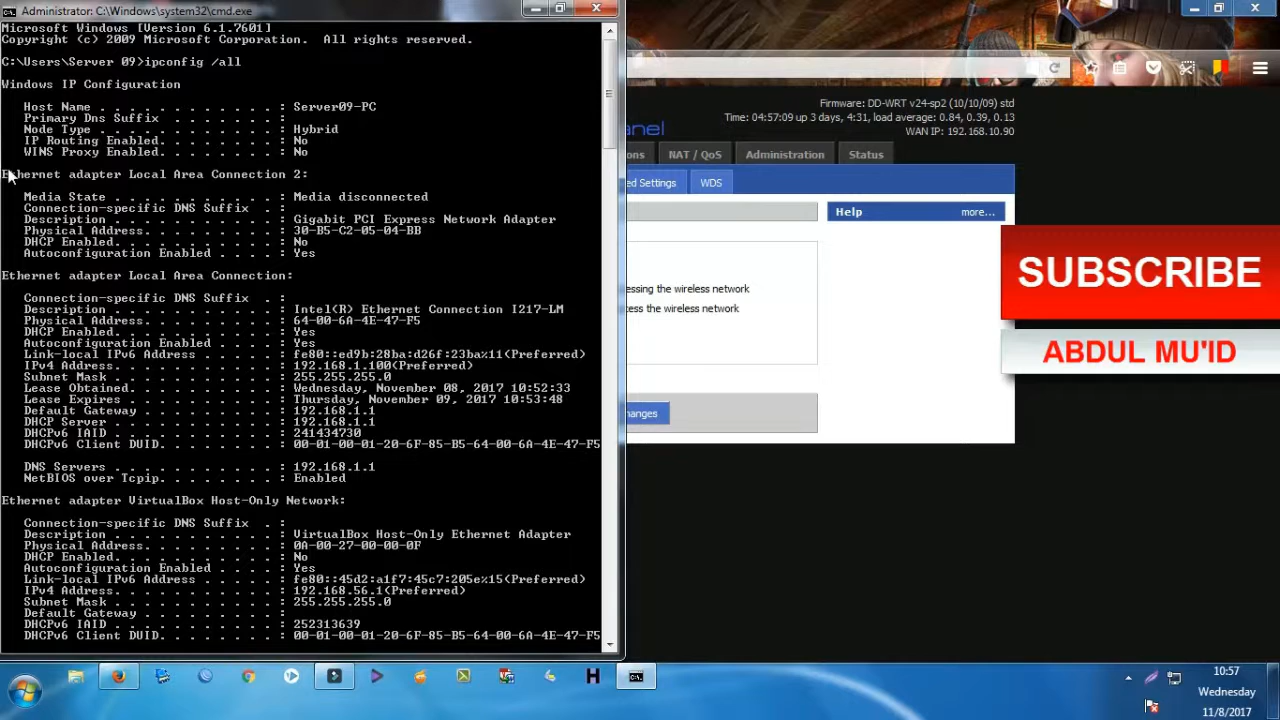 Administrator: C:\Windows\system32\cmd.exe
Microsoft Windows [Version 6.1.7601]
Copyright (c) 2009 Microsoft Corporation.  All rights reserved.
C:\Users\Server 09>ipconfig /all
Windows IP Configuration
Host Name . . . . . . . . . . . . : Server09-PC
Primary Dns Suffix  . . . . . . . :
Node Type . . . . . . . . . . . . : Hybrid
IP Routing Enabled. . . . . . . . : No
WINS Proxy Enabled. . . . . . . . : No
Ethernet adapter Local Area Connection 2:
Media State . . . . . . . . . . . : Media disconnected
Connection-specific DNS Suffix  . :
Description . . . . . . . . . . . : Gigabit PCI Express Network Adapter
Physical Address. . . . . . . . . : 30-B5-C2-05-04-BB
DHCP Enabled. . . . . . . . . . . : No
Autoconfiguration Enabled . . . . : Yes
Ethernet adapter Local Area Connection:
Connection-specific DNS Suffix  . :
Description . . . . . . . . . . . : Intel(R) Ethernet Connection I217-LM
Physical Address. . . . . . . . . : 64-00-6A-4E-47-F5
DHCP Enabled. . . . . . . . . . . : Yes
Autoconfiguration Enabled . . . . : Yes
Link-local IPv6 Address . . . . . : fe80::ed9b:28ba:d26f:23ba%11(Preferred)
IPv4 Address. . . . . . . . . . . : 192.168.1.100(Preferred)
Subnet Mask . . . . . . . . . . . : 255.255.255.0
Lease Obtained. . . . . . . . . . : Wednesday, November 08, 2017 10:52:33
Lease Expires . . . . . . . . . . : Thursday, November 09, 2017 10:53:48
Default Gateway . . . . . . . . . : 192.168.1.1
DHCP Server . . . . . . . . . . . : 192.168.1.1
DHCPv6 IAID . . . . . . . . . . . : 241434730
DHCPv6 Client DUID. . . . . . . . : 00-01-00-01-20-6F-85-B5-64-00-6A-4E-47-F5
DNS Servers . . . . . . . . . . . : 192.168.1.1
NetBIOS over Tcpip. . . . . . . . : Enabled
Ethernet adapter VirtualBox Host-Only Network:
Connection-specific DNS Suffix  . :
Description . . . . . . . . . . . : VirtualBox Host-Only Ethernet Adapter
Physical Address. . . . . . . . . : 0A-00-27-00-00-0F
DHCP Enabled. . . . . . . . . . . : No
Autoconfiguration Enabled . . . . : Yes
Link-local IPv6 Address . . . . . : fe80::45d2:a1f7:45c7:205e%15(Preferred)
IPv4 Address. . . . . . . . . . . : 192.168.56.1(Preferred)
Subnet Mask . . . . . . . . . . . : 255.255.255.0
Default Gateway . . . . . . . . . :
DHCPv6 IAID . . . . . . . . . . . : 252313639
DHCPv6 Client DUID. . . . . . . . : 00-01-00-01-20-6F-85-B5-64-00-6A-4E-47-F5
Firmware: DD-WRT v24-sp2 (10/10/09) std
Time: 04:57:09 up 3 days, 4:31, load average: 0.84, 0.39, 0.13
WAN IP: 192.168.10.90
anel
ons NAT / QoS Administration Status
ed Settings WDS
Help more...
essing the wireless network
ess the wireless network
hanges
SUBSCRIBE
ABDUL MU'ID
10:57
Wednesday
11/8/2017